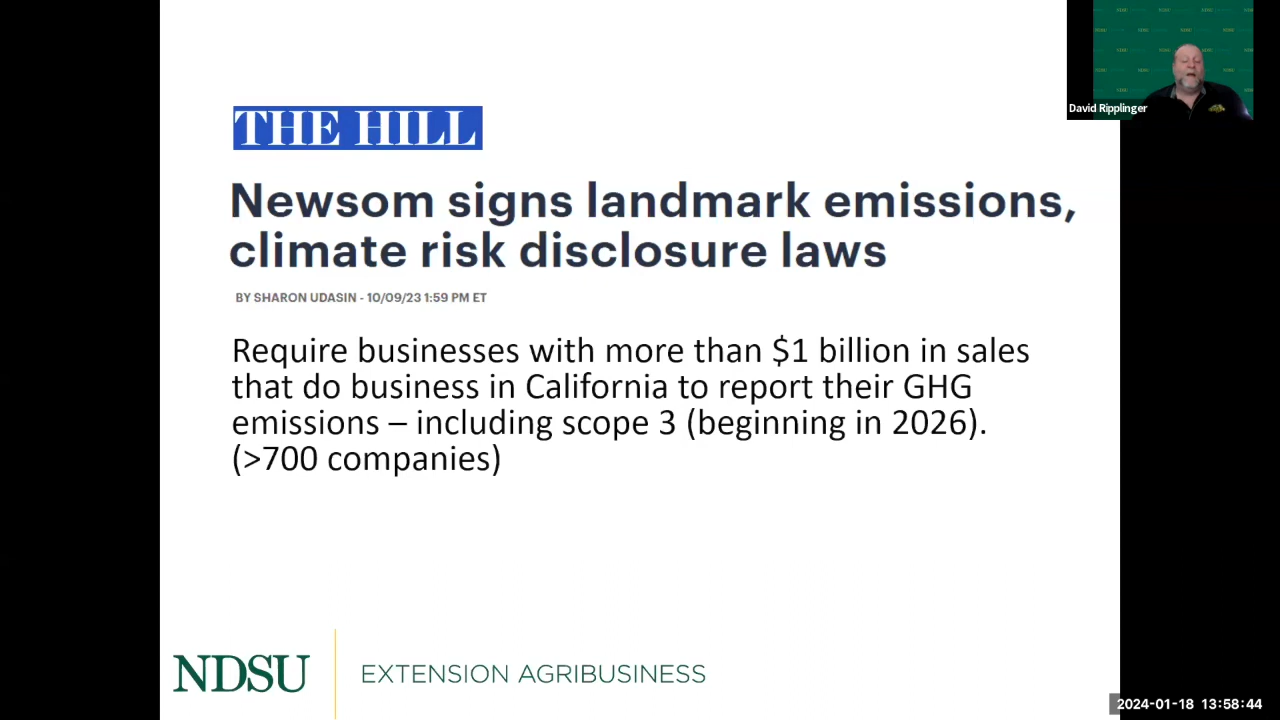 THE HILL
Newsom signs landmark emissions,
climate risk disclosure laws
BY SHARON UDASIN - 10/09/23 1:59 PM ET
Require businesses with more than $1 billion in sales
that do business in California to report their GHG
emissions – including scope 3 (beginning in 2026).
(>700 companies)
NDSU
EXTENSION AGRIBUSINESS
David Ripplinger
2024-01-18 13:58:44